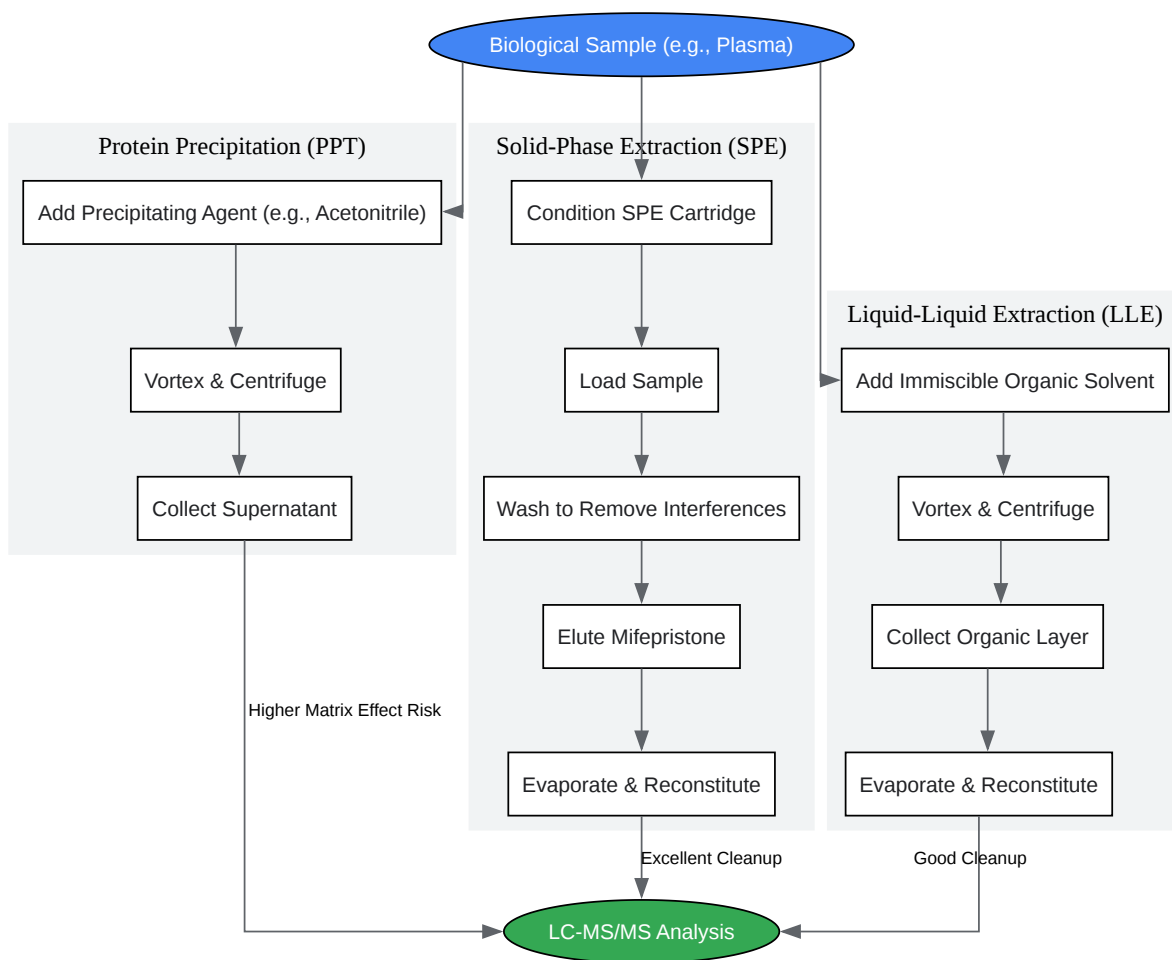 Biological Sample (e.g., Plasma)
Protein Precipitation (PPT)
Add Precipitating Agent (e.g., Acetonitrile)
Vortex & Centrifuge
Collect Supernatant
Higher Matrix Effect Risk
Solid-Phase Extraction (SPE)
Condition SPE Cartridge
Load Sample
Wash to Remove Interferences
Elute Mifepristone
Evaporate & Reconstitute
Excellent Cleanup
Liquid-Liquid Extraction (LLE)
Add Immiscible Organic Solvent
Vortex & Centrifuge
Collect Organic Layer
Evaporate & Reconstitute
Good Cleanup
LC-MS/MS Analysis